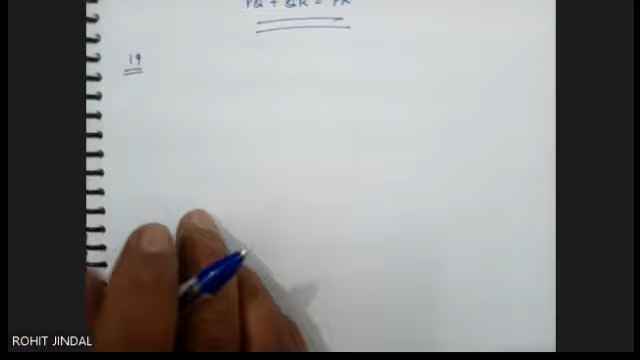 PQ + QR = PR
19
ROHIT JINDAL